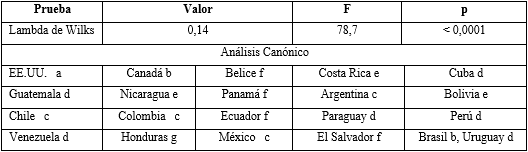 Prueba Valor F p
Lambda de Wilks 0,14 78,7 < 0,0001
Análisis Canónico
EE.UU. a Canadá b Belice f Costa Rica e Cuba d
Guatemala d Nicaragua e Panamá f Argentina c Bolivia e
Chile c Colombia c Ecuador f Paraguay d Perú d
Venezuela d Honduras g México c El Salvador f Brasil b, Uruguay d